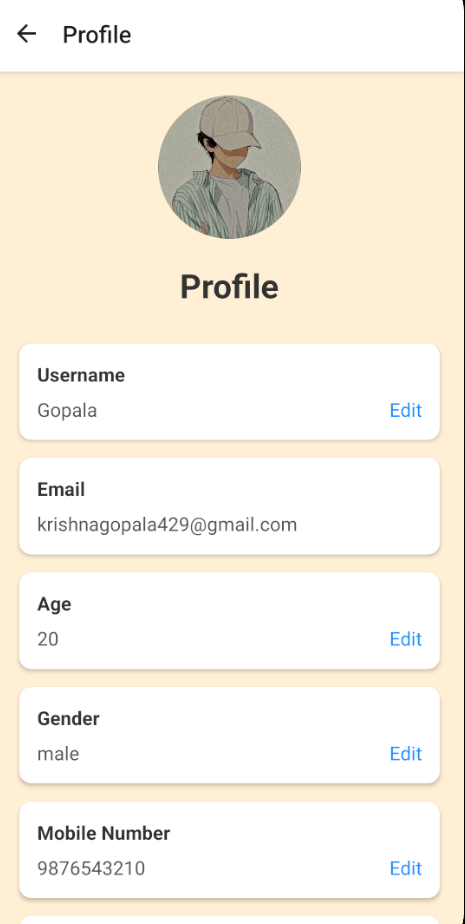 Profile
Profile
Username
Gopala
Edit
Email
krishnagopala429@gmail.com
Age
20
Edit
Gender
male
Edit
Mobile Number
9876543210
Edit